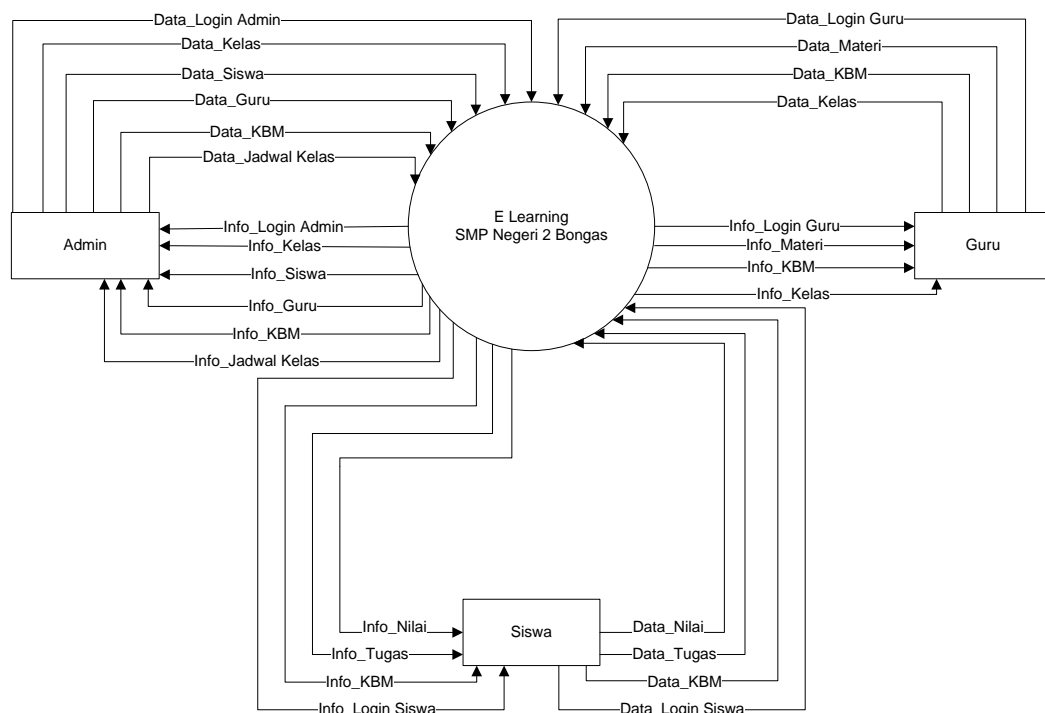 Data_Login Admin
Data_Kelas
Data_Siswa
Data_Guru
Data_KBM
Data_Jadwal Kelas
Data_Login Guru
Data_Materi
Data_KBM
Data_Kelas
Admin
E Learning
SMP Negeri 2 Bongas
Guru
Info_Login Admin
Info_Kelas
Info_Siswa
Info_Guru
Info_KBM
Info_Jadwal Kelas
Info_Login Guru
Info_Materi
Info_KBM
Info_Kelas
Info_Nilai
Info_Tugas
Info_KBM
Info_Login Siswa
Siswa
Data_Nilai
Data_Tugas
Data_KBM
Data_Login Siswa